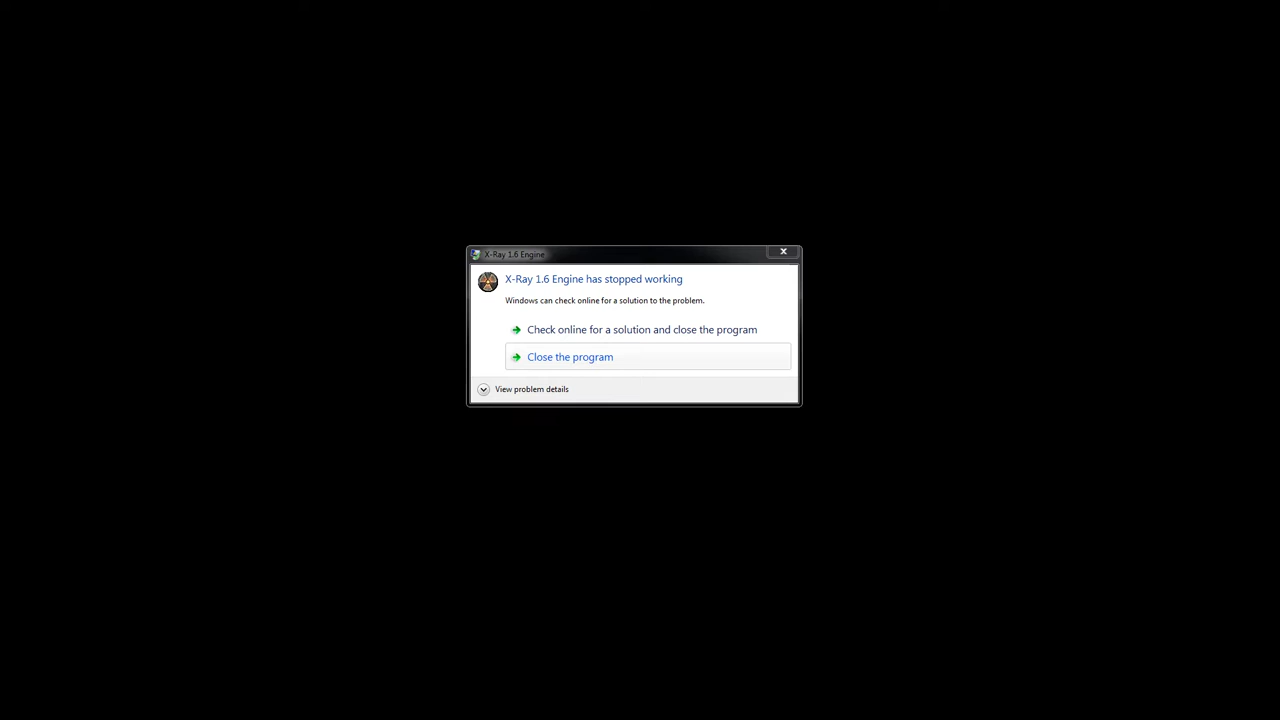 X-Ray 1.6 Engine
X-Ray 1.6 Engine has stopped working
Windows can check online for a solution to the problem.
Check online for a solution and close the program
Close the program
View problem details